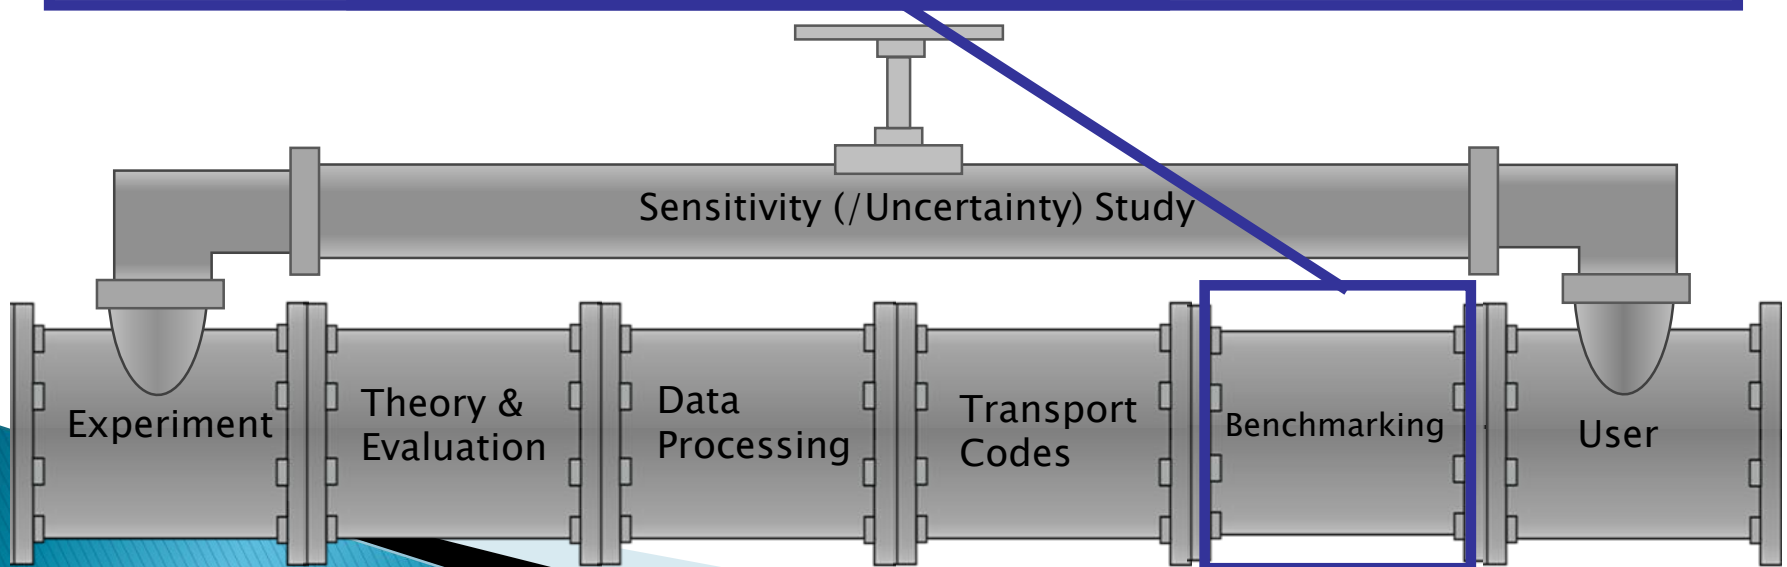 Sensitivity (/Uncertainty) Study
Experiment
Theory &
Evaluation
Data
Processing
Transport
Codes
Benchmarking
User